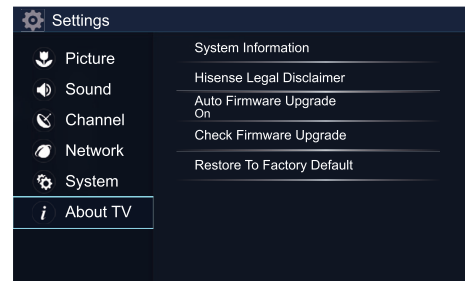 Settings
Picture
Sound
Channel
Network
System
i About TV
System Information
Hisense Legal Disclaimer
Auto Firmware Upgrade
On
Check Firmware Upgrade
Restore To Factory Default